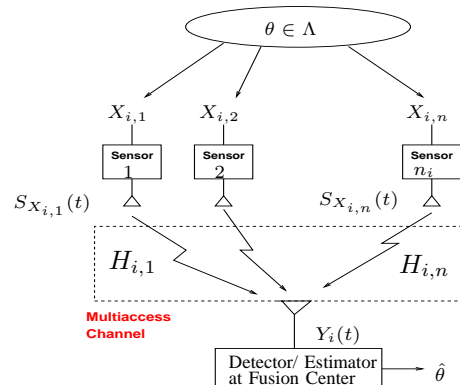 θ ∈ Λ
X_{i,1} X_{i,2} X_{i,n}
Sensor 1 Sensor 2 Sensor n_i
S_{X_{i,1}}(t) S_{X_{i,n}}(t)
H_{i,1} H_{i,n}
Multiaccess
Channel
Y_i(t)
Detector/ Estimator
at Fusion Center
θ̂